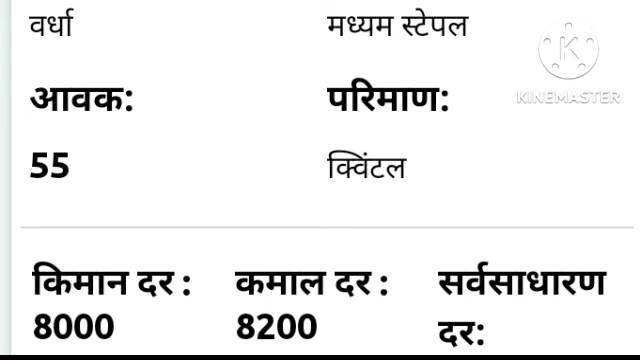 वर्धा मध्यम स्टेपल
KINEMASTER
आवक: परिमाण:
55 क्विंटल
किमान दर : कमाल दर : सर्वसाधारण
8000 8200 दर: